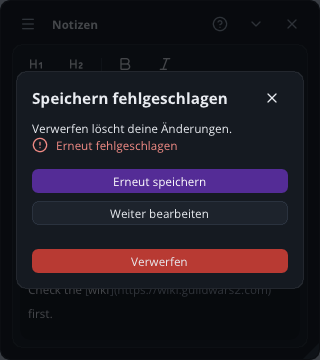 Notizen
H1 H2 B I
Speichern fehlgeschlagen
Verwerfen löscht deine Änderungen.
Erneut fehlgeschlagen
Erneut speichern
Weiter bearbeiten
Verwerfen
Check the [wiki](https://wiki.guildwars2.com)
first.